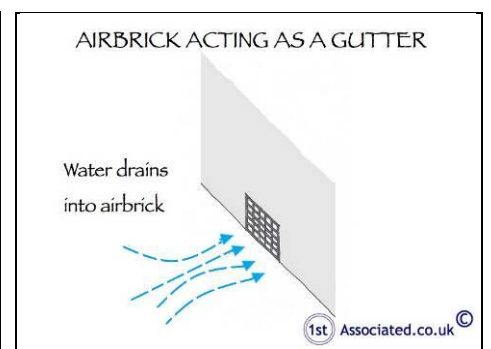 AIRBRICK ACTING AS A GUTTER
Water drains
into airbrick
1st Associated.co.uk ©